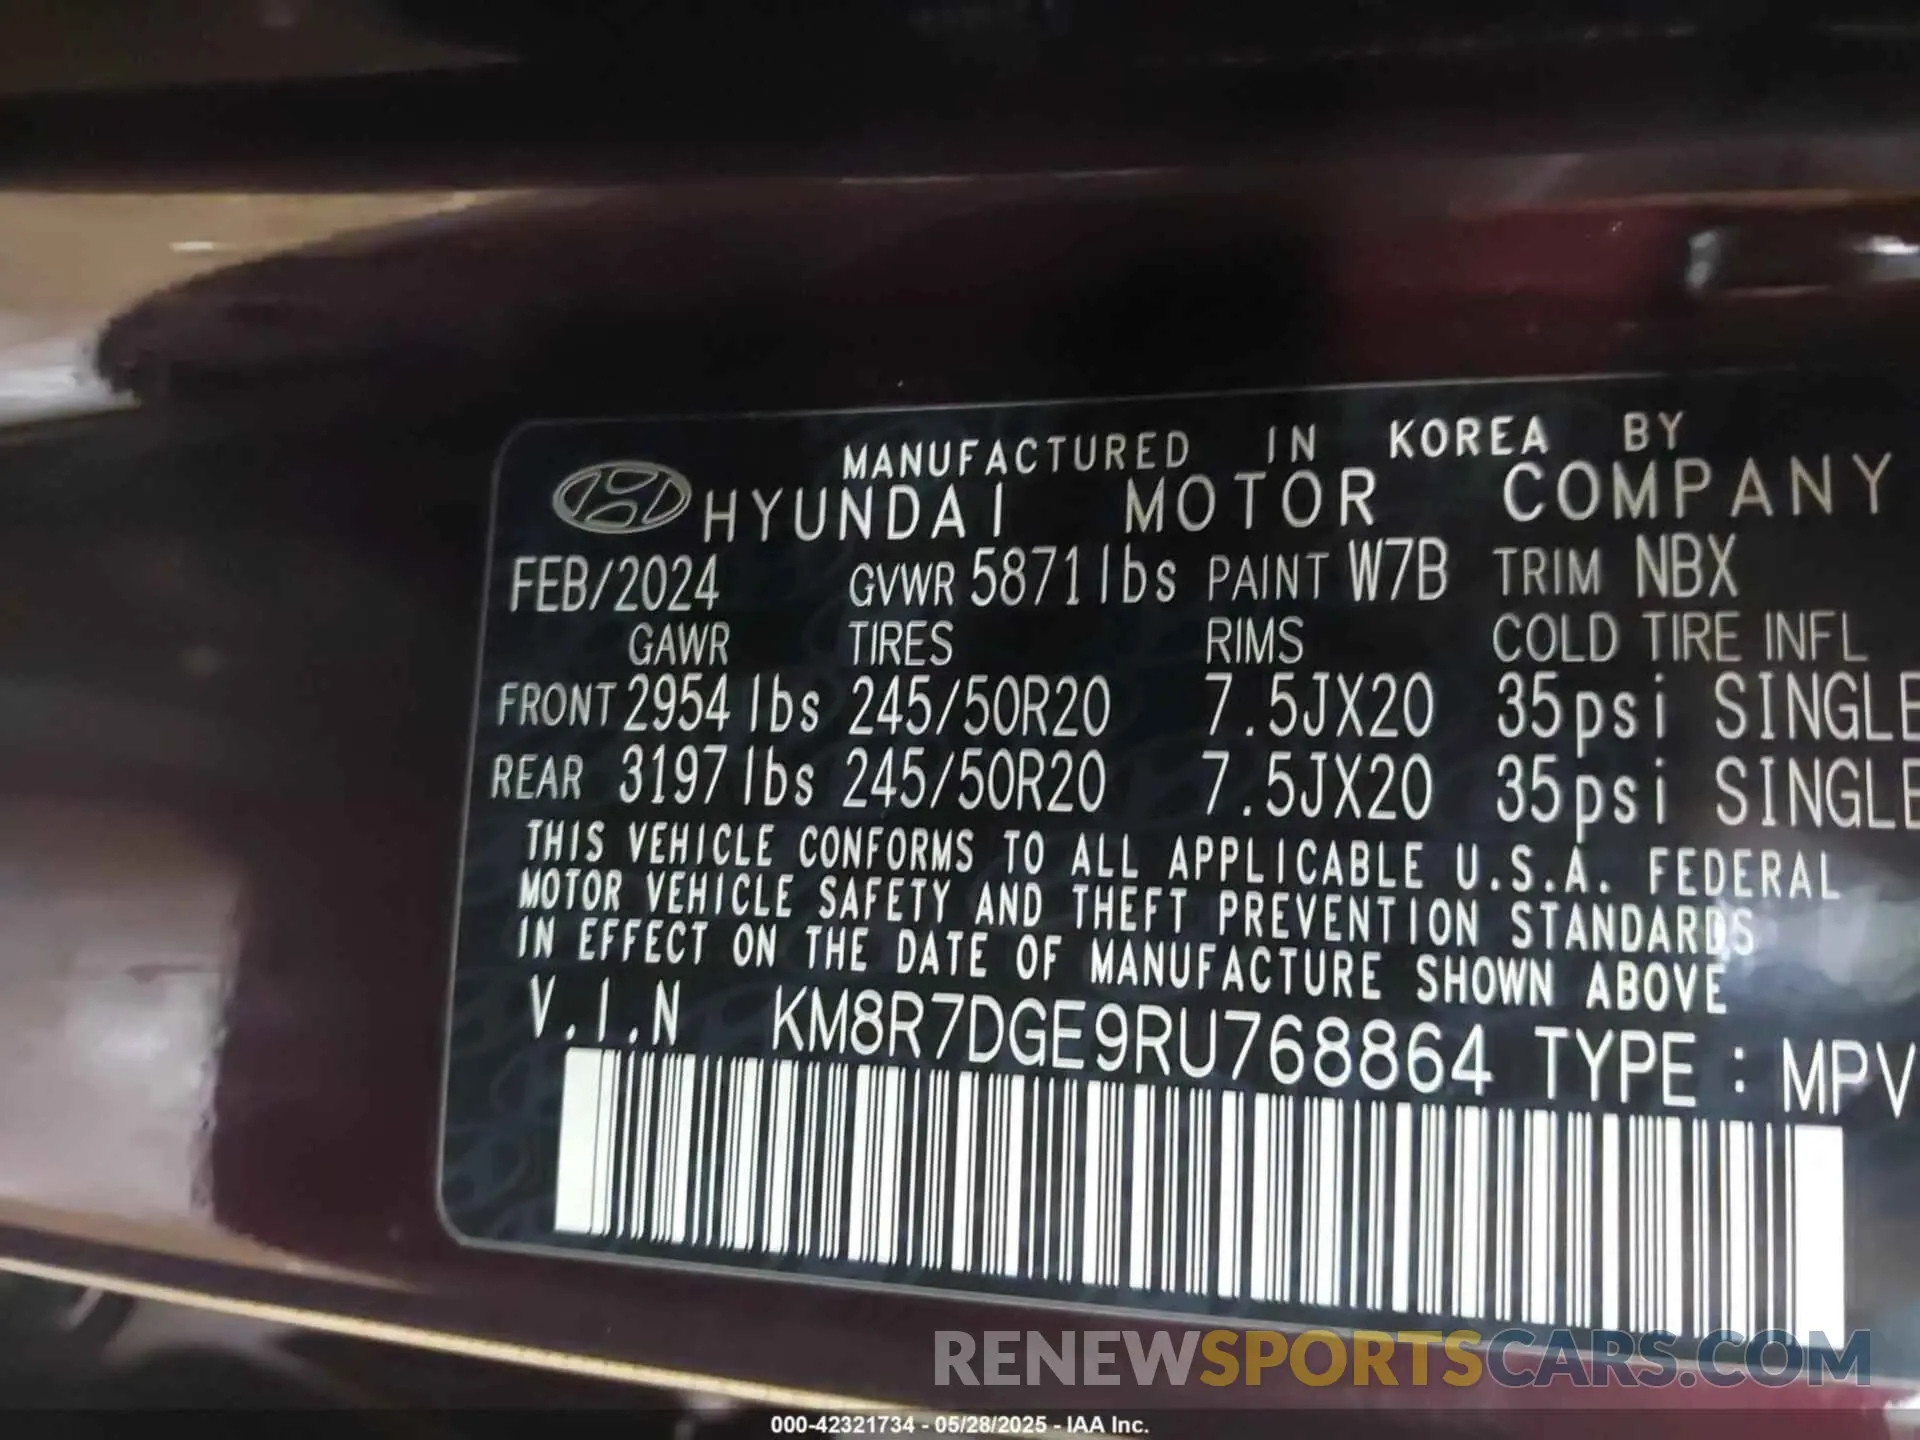 MANUFACTURED IN KOREA BY
HYUNDAI MOTOR COMPANY
FEB/2024 GVWR 5871lbs PAINT W7B TRIM NBX
GAWR TIRES RIMS COLD TIRE INFL
FRONT 2954lbs 245/50R20 7.5JX20 35psi SINGLE
REAR 3197lbs 245/50R20 7.5JX20 35psi SINGLE
THIS VEHICLE CONFORMS TO ALL APPLICABLE U.S.A. FEDERAL
MOTOR VEHICLE SAFETY AND THEFT PREVENTION STANDARDS
IN EFFECT ON THE DATE OF MANUFACTURE SHOWN ABOVE
V.I.N KM8R7DGE9RU768864 TYPE : MPV
RENEWSPORTSCARS.COM
000-42321734 - 05/28/2025 - IAA Inc.